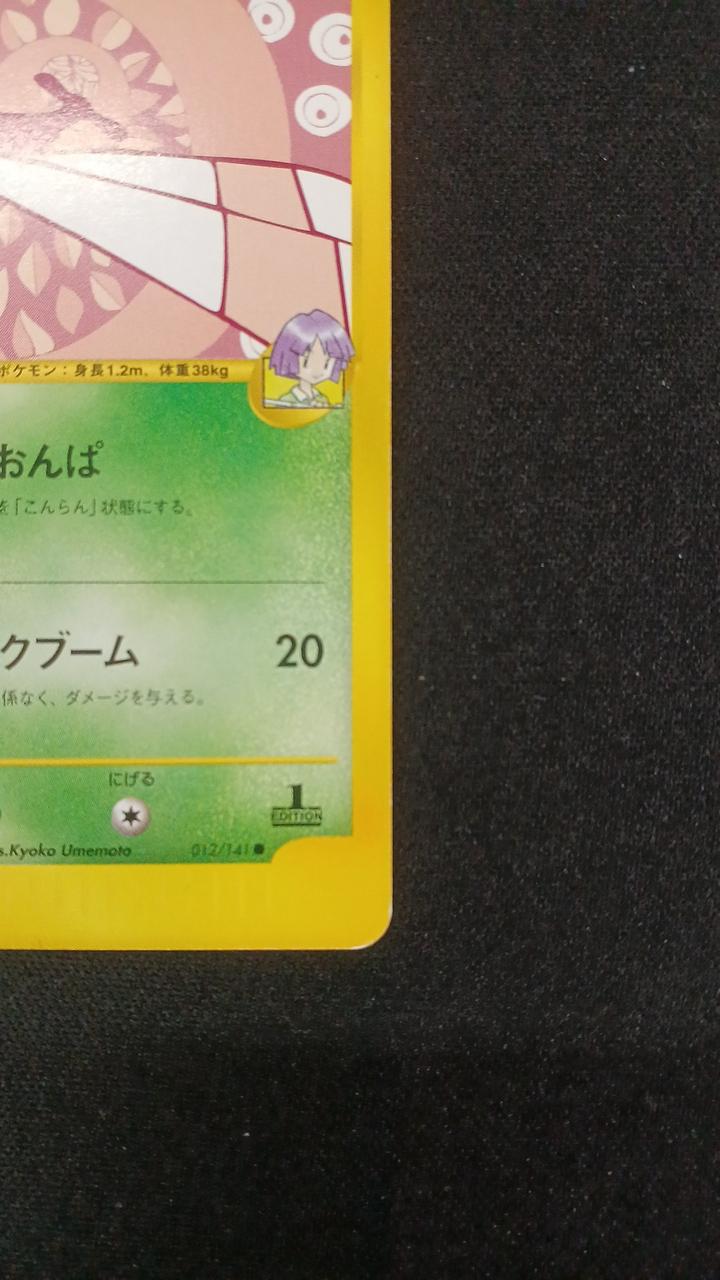 ポケモン：身長1.2m、体重38kg
おんぱ
を「こんらん」状態にする。
クブーム 20
係なく、ダメージを与える。
にげる
1
EDITION
s.Kyoko Umemoto 012/141●